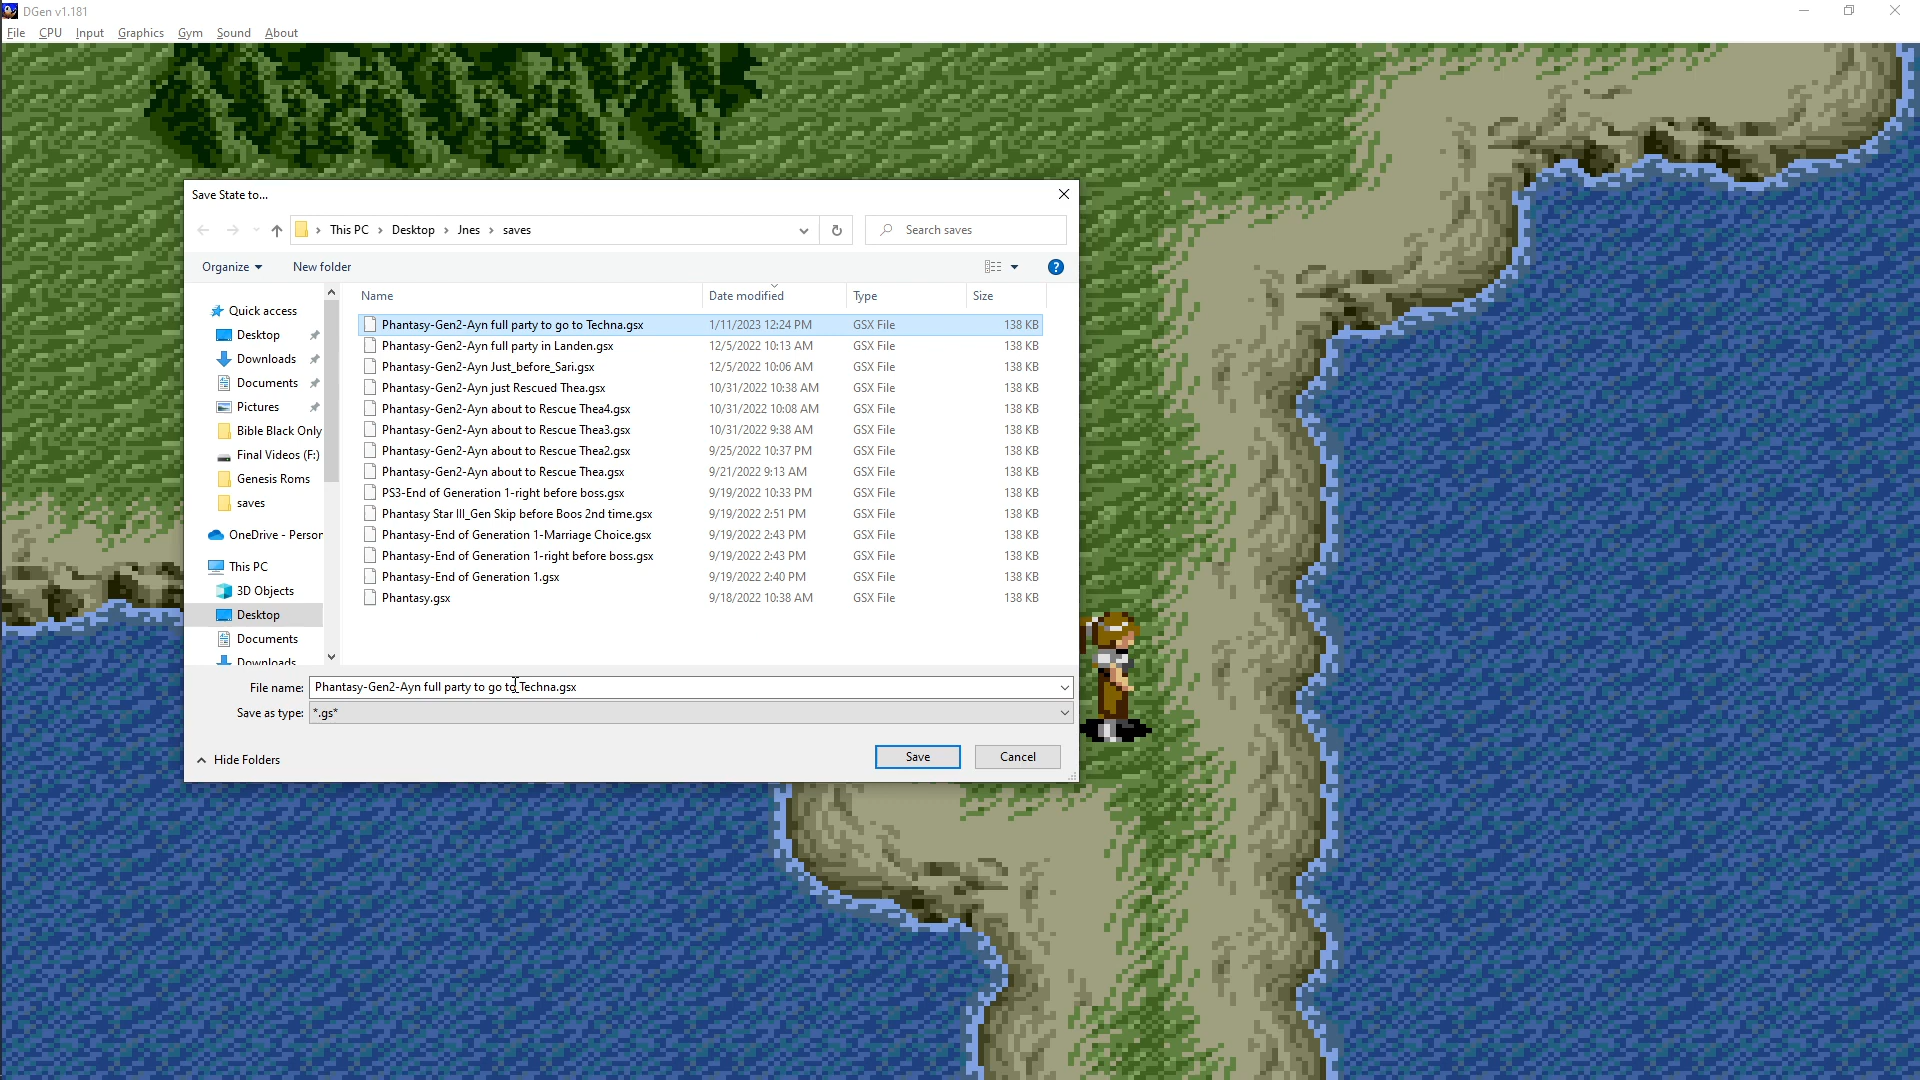 DGen v1.181
File CPU Input Graphics Gym Sound About
Save State to...
This PC > Desktop > Jnes > saves
Search saves
Organize
New folder
Name Date modified Type Size
Quick access
Desktop
Downloads
Documents
Pictures
Bible Black Only
Final Videos (F:)
Genesis Roms
saves
OneDrive - Person
This PC
3D Objects
Desktop
Documents
Downloads
Phantasy-Gen2-Ayn full party to go to Techna.gsx 1/11/2023 12:24 PM GSX File 138 KB
Phantasy-Gen2-Ayn full party in Landen.gsx 12/5/2022 10:13 AM GSX File 138 KB
Phantasy-Gen2-Ayn Just_before_Sari.gsx 12/5/2022 10:06 AM GSX File 138 KB
Phantasy-Gen2-Ayn just Rescued Thea.gsx 10/31/2022 10:38 AM GSX File 138 KB
Phantasy-Gen2-Ayn about to Rescue Thea4.gsx 10/31/2022 10:08 AM GSX File 138 KB
Phantasy-Gen2-Ayn about to Rescue Thea3.gsx 10/31/2022 9:38 AM GSX File 138 KB
Phantasy-Gen2-Ayn about to Rescue Thea2.gsx 9/25/2022 10:37 PM GSX File 138 KB
Phantasy-Gen2-Ayn about to Rescue Thea.gsx 9/21/2022 9:13 AM GSX File 138 KB
PS3-End of Generation 1-right before boss.gsx 9/19/2022 10:33 PM GSX File 138 KB
Phantasy Star III_Gen Skip before Boos 2nd time.gsx 9/19/2022 2:51 PM GSX File 138 KB
Phantasy-End of Generation 1-Marriage Choice.gsx 9/19/2022 2:43 PM GSX File 138 KB
Phantasy-End of Generation 1-right before boss.gsx 9/19/2022 2:43 PM GSX File 138 KB
Phantasy-End of Generation 1.gsx 9/19/2022 2:40 PM GSX File 138 KB
Phantasy.gsx 9/18/2022 10:38 AM GSX File 138 KB
File name: Phantasy-Gen2-Ayn full party to go to Techna.gsx
Save as type: *.gs*
Hide Folders
Save
Cancel